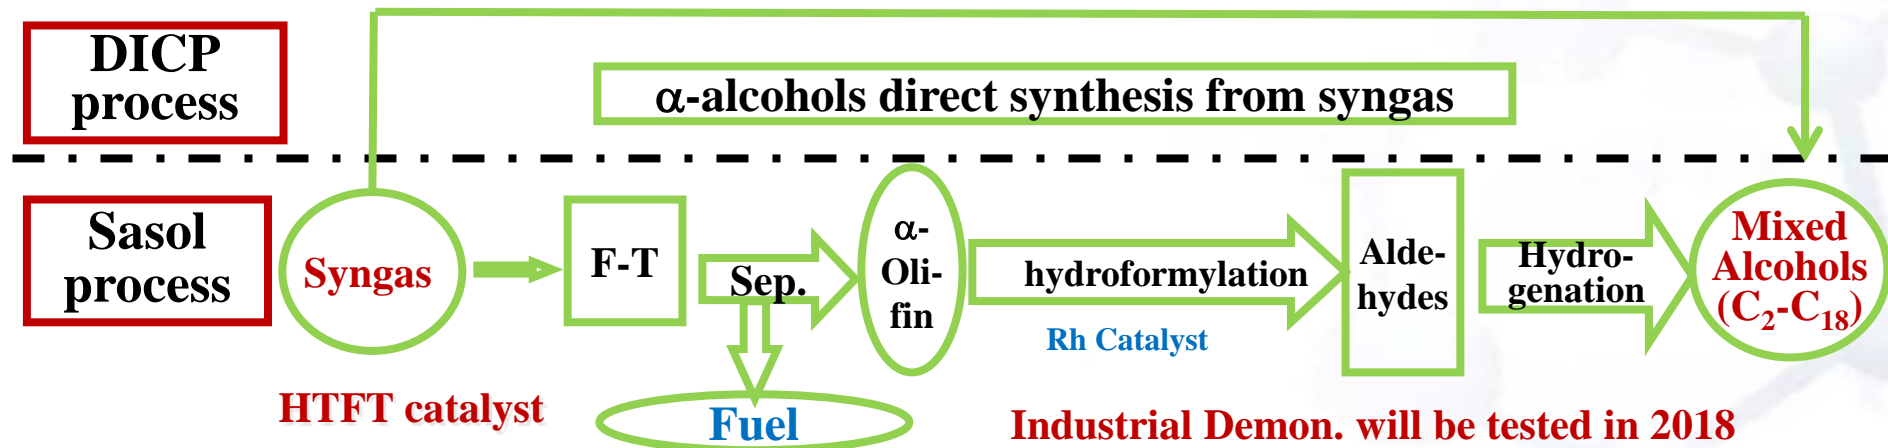 DICP
process
α-alcohols direct synthesis from syngas
Sasol
process
Syngas
F-T
Sep.
α-
Oli-
fin
hydroformylation
Rh Catalyst
Alde-
hydes
Hydro-
genation
Mixed
Alcohols
(C₂-C₁₈)
HTFT catalyst
Fuel
Industrial Demon. will be tested in 2018